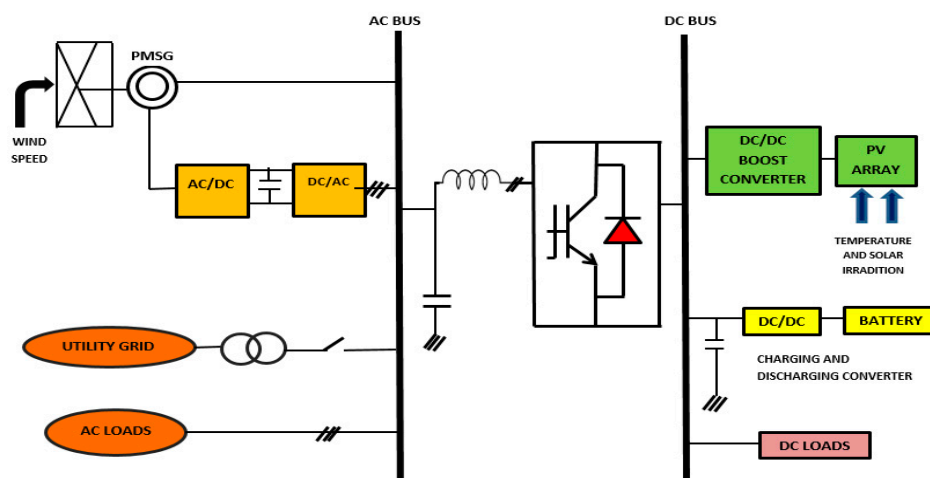 AC BUS
DC BUS
PMSG
WIND
SPEED
AC/DC
DC/AC
DC/DC
BOOST
CONVERTER
PV
ARRAY
TEMPERATURE
AND SOLAR
IRRADITION
UTILITY GRID
DC/DC
BATTERY
CHARGING AND
DISCHARGING CONVERTER
AC LOADS
DC LOADS